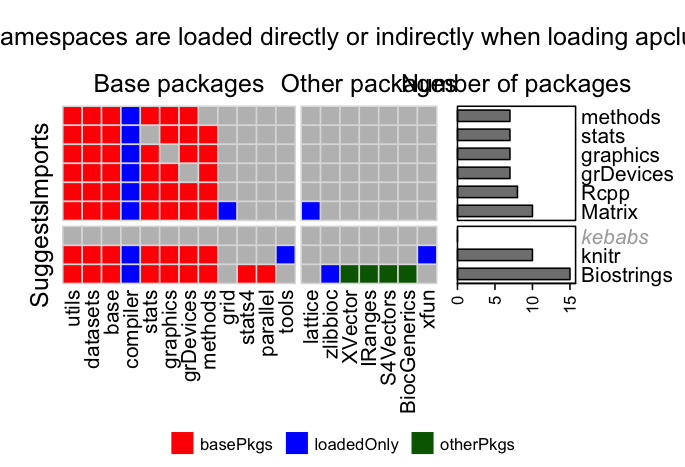 amespaces are loaded directly or indirectly when loading apclu
Base packages
Other packages
Number of packages
Imports
Suggests
methods
stats
graphics
grDevices
Rcpp
Matrix
kebabs
knitr
Biostrings
0
5
10
15
utils
datasets
base
compiler
stats
graphics
grDevices
methods
grid
stats4
parallel
tools
lattice
zlibbioc
XVector
IRanges
S4Vectors
BiocGenerics
xfun
basePkgs
loadedOnly
otherPkgs